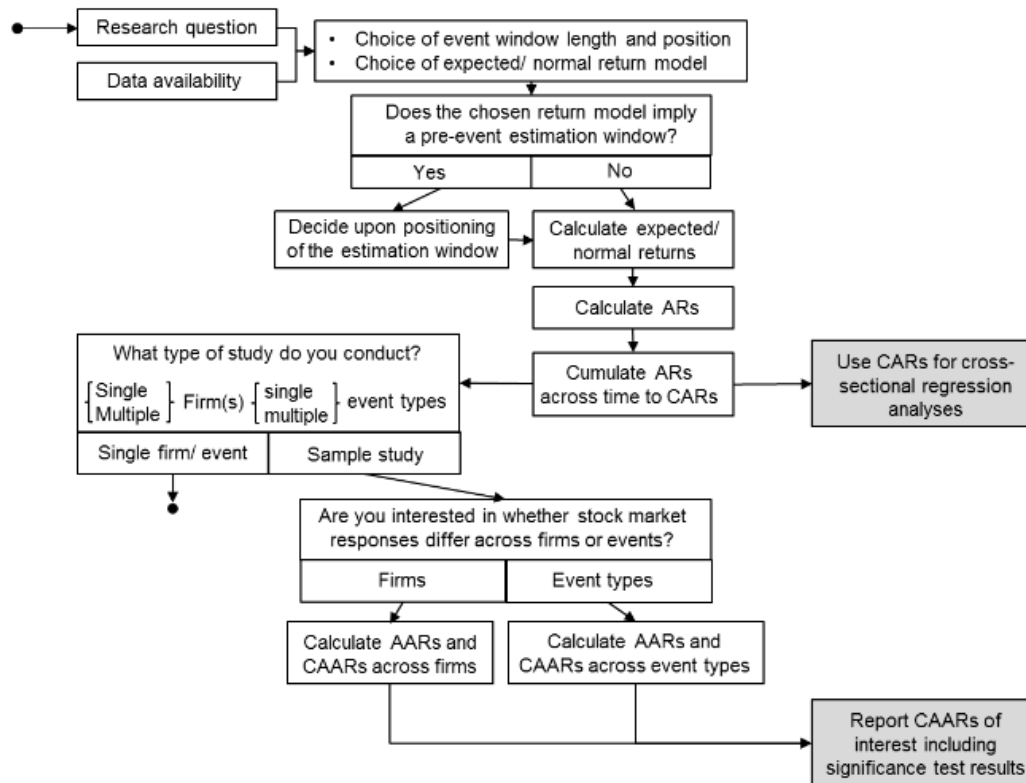 Research question
Data availability
• Choice of event window length and position
• Choice of expected/ normal return model
Does the chosen return model imply
a pre-event estimation window?
Yes
No
Decide upon positioning
of the estimation window
Calculate expected/
normal returns
Calculate ARs
What type of study do you conduct?
Single
Multiple
Firm(s)
single
multiple
event types
Single firm/ event
Sample study
Cumulate ARs
across time to CARs
Use CARs for cross-
sectional regression
analyses
Are you interested in whether stock market
responses differ across firms or events?
Firms
Event types
Calculate AARs and
CAARs across firms
Calculate AARs and
CAARs across event types
Report CAARs of
interest including
significance test results